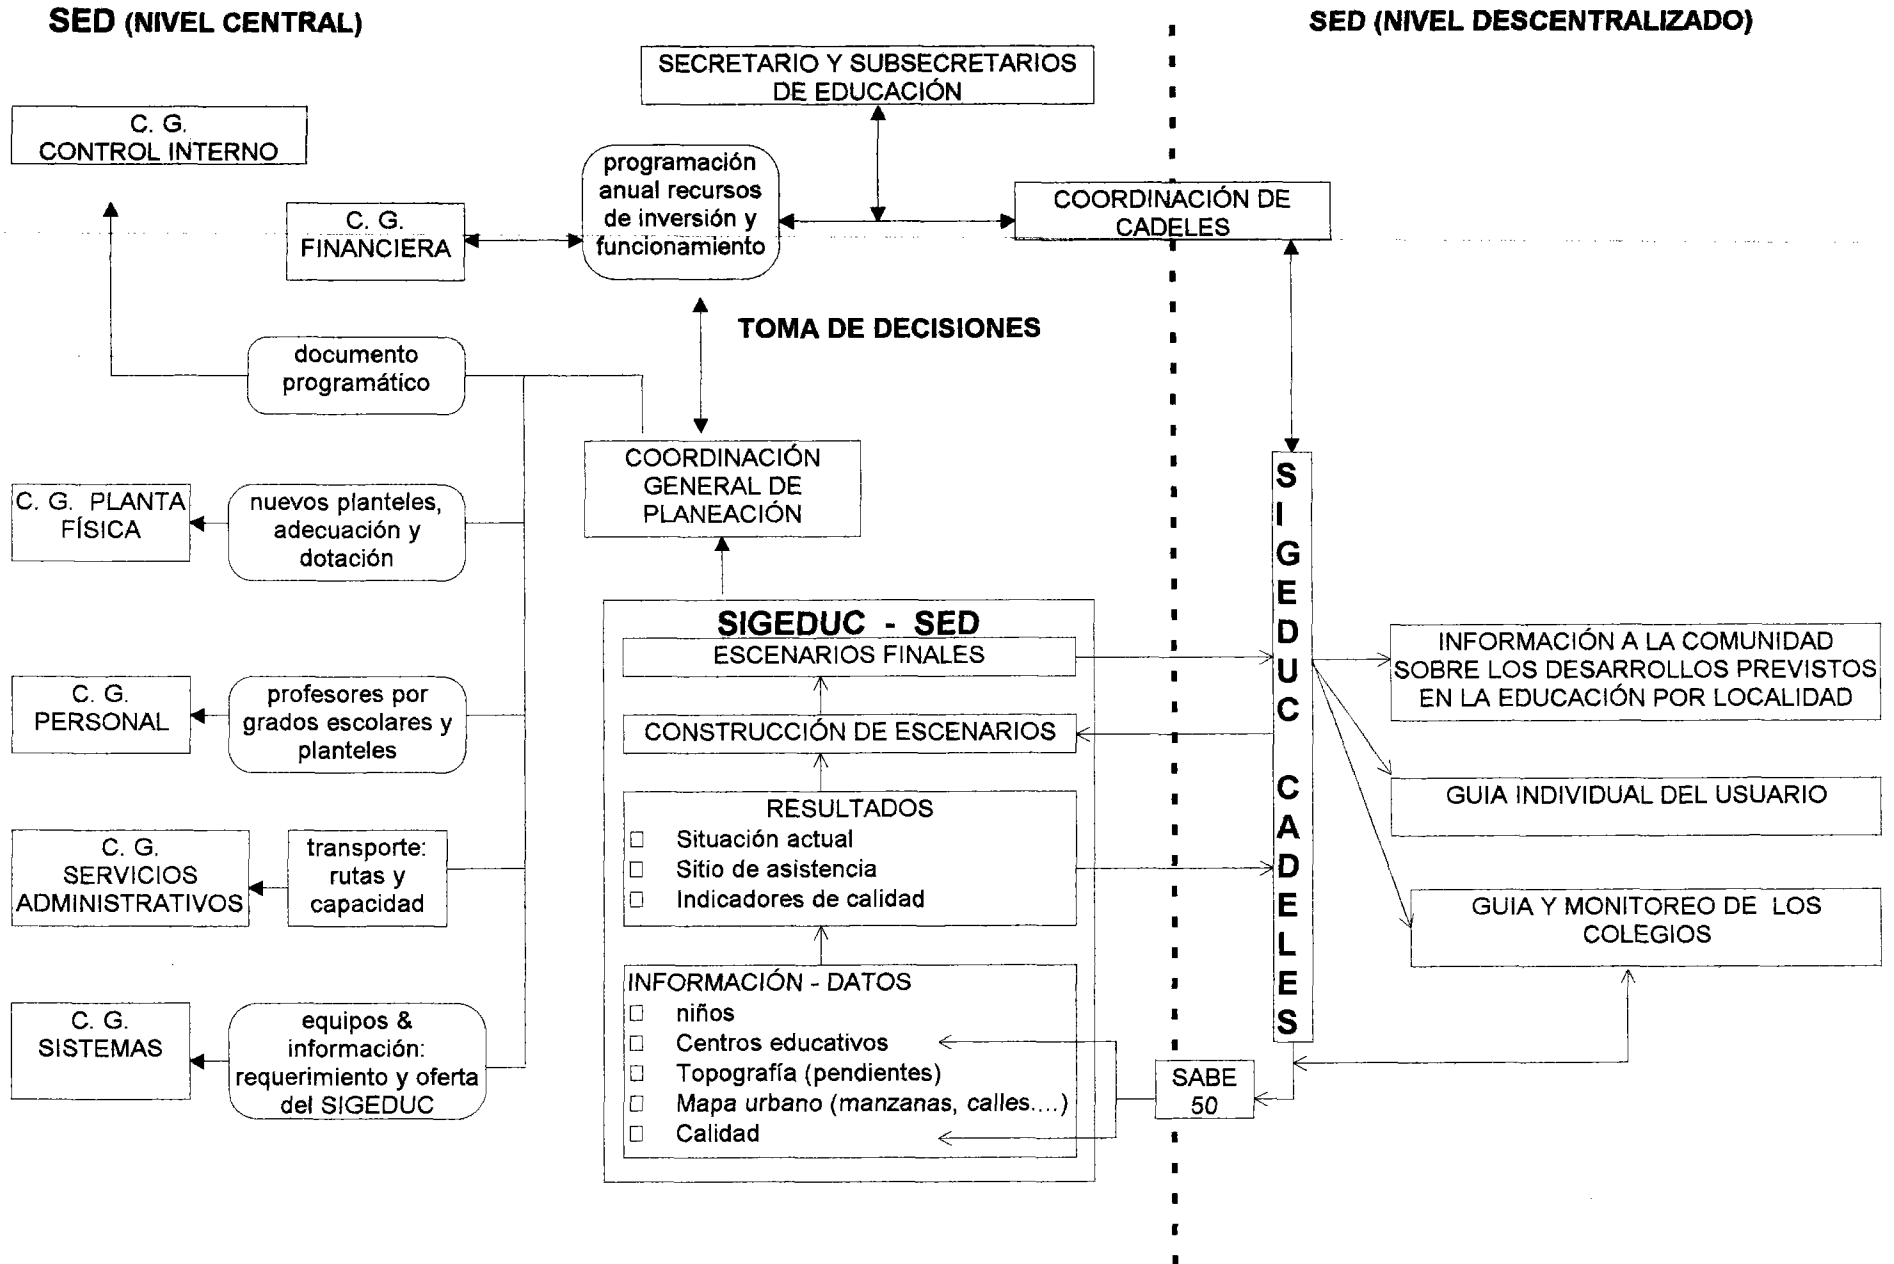 SED (NIVEL CENTRAL)
SED (NIVEL DESCENTRALIZADO)
SECRETARIO Y SUBSECRETARIOS
DE EDUCACIÓN
C. G.
CONTROL INTERNO
programación
anual recursos
de inversión y
funcionamiento
C. G.
FINANCIERA
COORDINACIÓN DE
CADELES
TOMA DE DECISIONES
documento
programático
COORDINACIÓN
GENERAL DE
PLANEACIÓN
C. G. PLANTA
FÍSICA
nuevos planteles,
adecuación y
dotación
C. G.
PERSONAL
profesores por
grados escolares y
planteles
C. G.
SERVICIOS
ADMINISTRATIVOS
transporte:
rutas y
capacidad
C. G.
SISTEMAS
equipos &
información:
requerimiento y oferta
del SIGEDUC
SIGEDUC - SED
ESCENARIOS FINALES
CONSTRUCCIÓN DE ESCENARIOS
RESULTADOS
Situación actual
Sitio de asistencia
Indicadores de calidad
INFORMACIÓN - DATOS
niños
Centros educativos
Topografía (pendientes)
Mapa urbano (manzanas, calles....)
Calidad
SABE
50
SIGEDUC CADELES
INFORMACIÓN A LA COMUNIDAD
SOBRE LOS DESARROLLOS PREVISTOS
EN LA EDUCACIÓN POR LOCALIDAD
GUIA INDIVIDUAL DEL USUARIO
GUIA Y MONITOREO DE LOS
COLEGIOS